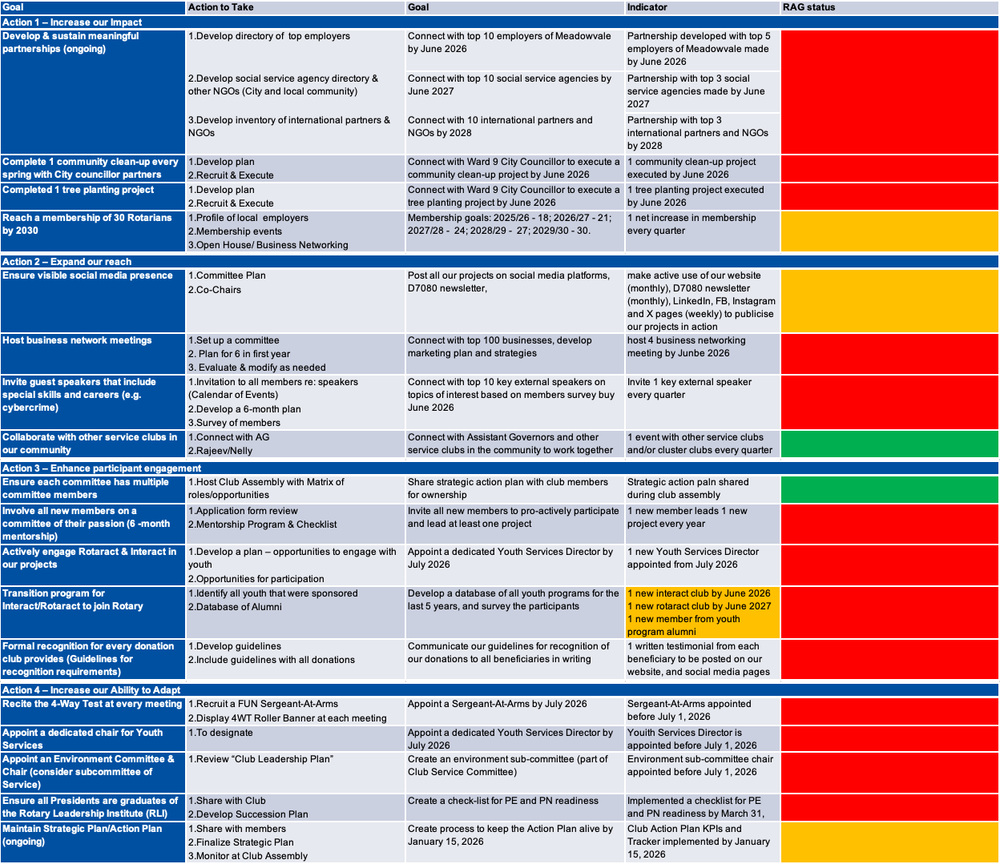 Goal
Action to Take
Goal
Indicator
RAG status
Action 1 – Increase our Impact
Develop & sustain meaningful
partnerships (ongoing)
1.Develop directory of top employers
Connect with top 10 employers of Meadowvale
by June 2026
Partnership developed with top 5
employers of Meadowvale made
by June 2026
2.Develop social service agency directory &
other NGOs (City and local community)
Connect with top 10 social service agencies by
June 2027
Partnership with top 3 social
service agencies made by June
2027
3.Develop inventory of international partners &
NGOs
Connect with 10 international partners and
NGOs by 2028
Partnership with top 3
international partners and NGOs
by 2028
Complete 1 community clean-up every
spring with City councillor partners
1.Develop plan
2.Recruit & Execute
Connect with Ward 9 City Councillor to execute a
community clean-up project by June 2026
1 community clean-up project
executed by June 2026
Completed 1 tree planting project
1.Develop plan
2.Recruit & Execute
Connect with Ward 9 City Councillor to execute a
tree planting project by June 2026
1 tree planting project executed
by June 2026
Reach a membership of 30 Rotarians
by 2030
1.Profile of local employers
2.Membership events
3.Open House/ Business Networking
Membership goals: 2025/26 - 18; 2026/27 - 21;
2027/28 - 24; 2028/29 - 27; 2029/30 - 30.
1 net increase in membership
every quarter
Action 2 – Expand our reach
Ensure visible social media presence
1.Committee Plan
2.Co-Chairs
Post all our projects on social media platforms,
D7080 newsletter,
make active use of our website
(monthly), D7080 newsletter
(monthly), LinkedIn, FB, Instagram
and X pages (weekly) to publicise
our projects in action
Host business network meetings
1.Set up a committee
2. Plan for 6 in first year
3. Evaluate & modify as needed
Connect with top 100 businesses, develop
marketing plan and strategies
host 4 business networking
meeting by Junbe 2026
Invite guest speakers that include
special skills and careers (e.g.
cybercrime)
1.Invitation to all members re: speakers
(Calendar of Events)
2.Develop a 6-month plan
3.Survey of members
Connect with top 10 key external speakers on
topics of interest based on members survey buy
June 2026
Invite 1 key external speaker
every quarter
Collaborate with other service clubs in
our community
1.Connect with AG
2.Rajeev/Nelly
Connect with Assistant Governors and other
service clubs in the community to work together
1 event with other service clubs
and/or cluster clubs every quarter
Action 3 – Enhance participant engagement
Ensure each committee has multiple
committee members
1.Host Club Assembly with Matrix of
roles/opportunities
Share strategic action plan with club members
for ownership
Strategic action paln shared
during club assembly
Involve all new members on a
committee of their passion (6 -month
mentorship)
1.Application form review
2.Mentorship Program & Checklist
Invite all new members to pro-actively participate
and lead at least one project
1 new member leads 1 new
project every year
Actively engage Rotaract & Interact in
our projects
1.Develop a plan – opportunities to engage with
youth
2.Opportunities for participation
Appoint a dedicated Youth Services Director by
July 2026
1 new Youth Services Director
appointed from July 2026
Transition program for
Interact/Rotaract to join Rotary
1.Identify all youth that were sponsored
2.Database of Alumni
Develop a database of all youth programs for the
last 5 years, and survey the participants
1 new interact club by June 2026
1 new rotaract club by June 2027
1 new member from youth
program alumni
Formal recognition for every donation
club provides (Guidelines for
recognition requirements)
1.Develop guidelines
2.Include guidelines with all donations
Communicate our guidelines for recognition of
our donations to all beneficiaries in writing
1 written testimonial from each
beneficiary to be posted on our
website, and social media pages
Action 4 – Increase our Ability to Adapt
Recite the 4-Way Test at every meeting
1.Recruit a FUN Sergeant-At-Arms
2.Display 4WT Roller Banner at each meeting
Appoint a Sergeant-At-Arms by July 2026
Sergeant-At-Arms appointed
before July 1, 2026
Appoint a dedicated chair for Youth
Services
1.To designate
Appoint a dedicated Youth Services Director by
July 2026
Youith Services Director is
appointed before July 1, 2026
Appoint an Environment Committee &
Chair (consider subcommittee of
Service)
1.Review “Club Leadership Plan”
Create an environment sub-committee (part of
Club Service Committee)
Environment sub-committee chair
appointed before July 1, 2026
Ensure all Presidents are graduates of
the Rotary Leadership Institute (RLI)
1.Share with Club
2.Develop Succession Plan
Create a check-list for PE and PN readiness
Implemented a checklist for PE
and PN readiness by March 31,
Maintain Strategic Plan/Action Plan
(ongoing)
1.Share with members
2.Finalize Strategic Plan
3.Monitor at Club Assembly
Create process to keep the Action Plan alive by
January 15, 2026
Club Action Plan KPIs and
Tracker implemented by January
15, 2026